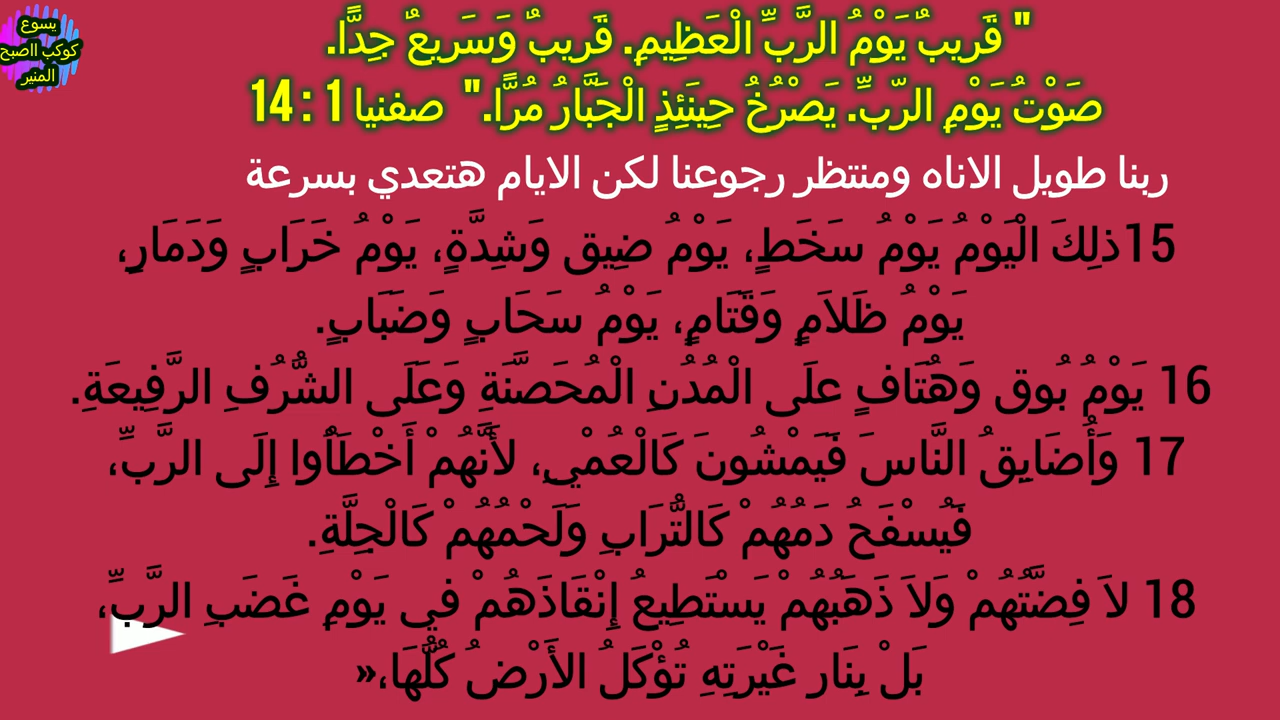 يسوع
كوكب ااصبح
المنير
" قَرِيبٌ يَوْمُ الرَّبِّ الْعَظِيمِ. قَرِيبٌ وَسَرِيعٌ جِدًّا.
صَوْتُ يَوْمِ الرّبِّ. يَصْرُخُ حِينَئِذٍ الْجَبَّارُ مُرًّا." صفنيا 1 : 14
ربنا طويل الاناه ومنتظر رجوعنا لكن الايام هتعدي بسرعة
15ذلِكَ الْيَوْمُ يَوْمُ سَخَطٍ، يَوْمُ ضِيق وَشِدَّةٍ، يَوْمُ خَرَابٍ وَدَمَارٍ،
يَوْمُ ظَلاَمٍ وَقَتَامٍ، يَوْمُ سَحَابٍ وَضَبَابٍ.
16 يَوْمُ بُوق وَهُتَافٍ علَى الْمُدُنِ الْمُحَصَّنَةِ وَعَلَى الشُّرُفِ الرَّفِيعَةِ.
17 وَأُضَايِقُ النَّاسَ فَيَمْشُونَ كَالْعُمْيِ، لأَنَّهُمْ أَخْطَأُوا إِلَى الرَّبِّ،
فَيُسْفَحُ دَمُهُمْ كَالتُّرَابِ وَلَحْمُهُمْ كَالْجِلَّةِ.
18 لاَ فِضَّتُهُمْ وَلاَ ذَهَبُهُمْ يَسْتَطِيعُ إِنْقَاذَهُمْ في يَوْمِ غَضَبِ الرَّبِّ،
بَلْ بِنَارِ غَيْرَتِهِ تُؤْكَلُ الأَرْضُ كُلُّهَا،«